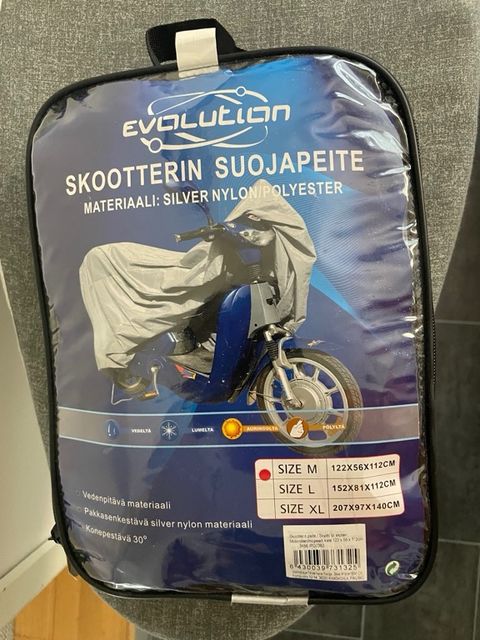 EVOLUTION
SKOOTTERIN SUOJAPEITE
MATERIAALI: SILVER NYLON/POLYESTER
VEDELTÄ LUMELTA AURINGOLTA PÖLYLTÄ
SIZE M 122X56X112CM
SIZE L 152X81X112CM
SIZE XL 207X97X140CM
Vedenpitävä materiaali
Pakkasenkestävä silver nylon materiaali
Konepestävä 30°
6 430039 731325